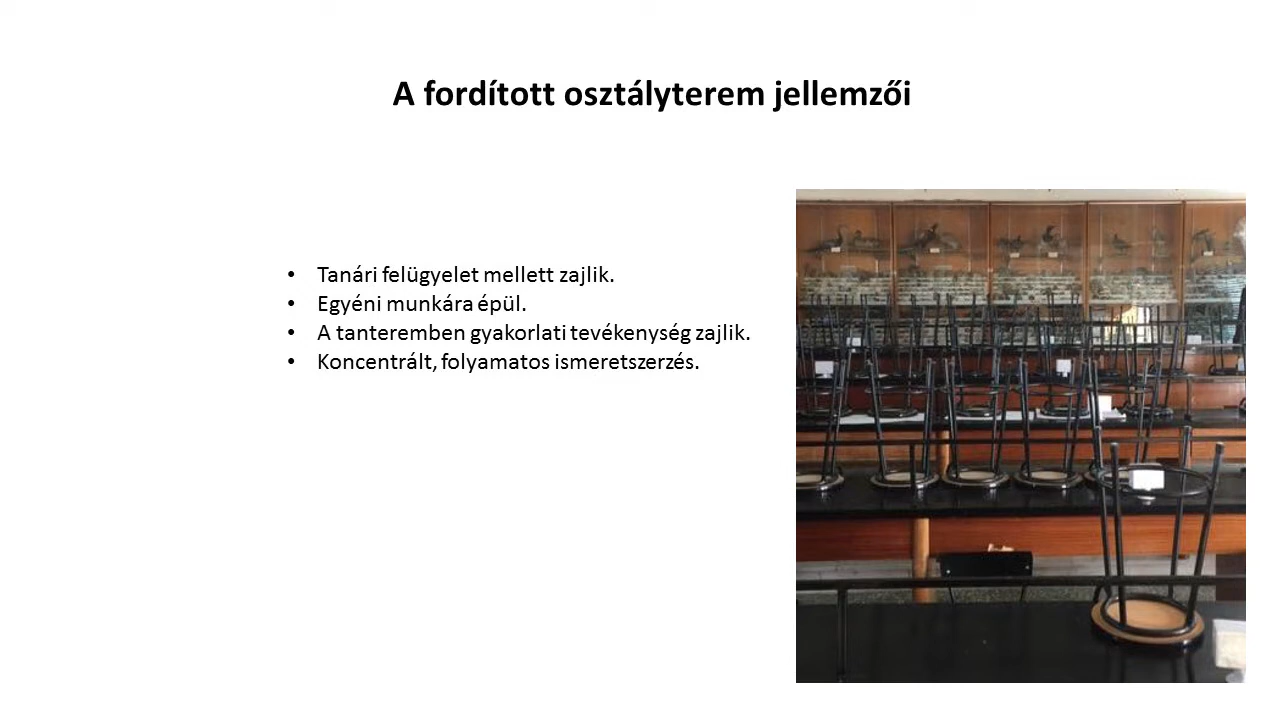 A fordított osztályterem jellemzői
• Tanári felügyelet mellett zajlik.
• Egyéni munkára épül.
• A tanteremben gyakorlati tevékenység zajlik.
• Koncentrált, folyamatos ismeretszerzés.